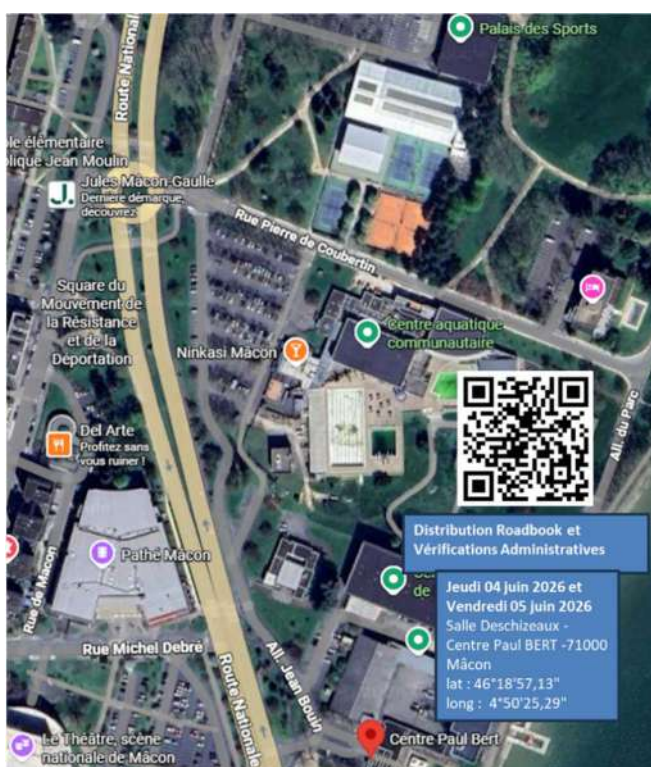 Palais des Sports
Route National
ole élémentaire
olique Jean Moulin
Jules Mâcon Gaulle
Dernière démarque,
découvrez
Rue Pierre de Coubertin
Square du
Mouvement de
la Résistance
et de la
Déportation
Ninkasi Mâcon
Centre aquatique
communautaire
All. du Parc
Del Arte
Profitez sans
vous ruiner !
Distribution Roadbook et
Vérifications Administratives
Pathé Mâcon
de
Jeudi 04 juin 2026 et
Vendredi 05 juin 2026
Salle Deschizeaux -
Centre Paul BERT -71000
Mâcon
lat : 46°18'57,13"
long : 4°50'25,29"
Rue de Macon
Rue Michel Debré
All. Jean Bouin
Route Nationale
Centre Paul Bert
Le Théâtre, scène
nationale de Mâcon